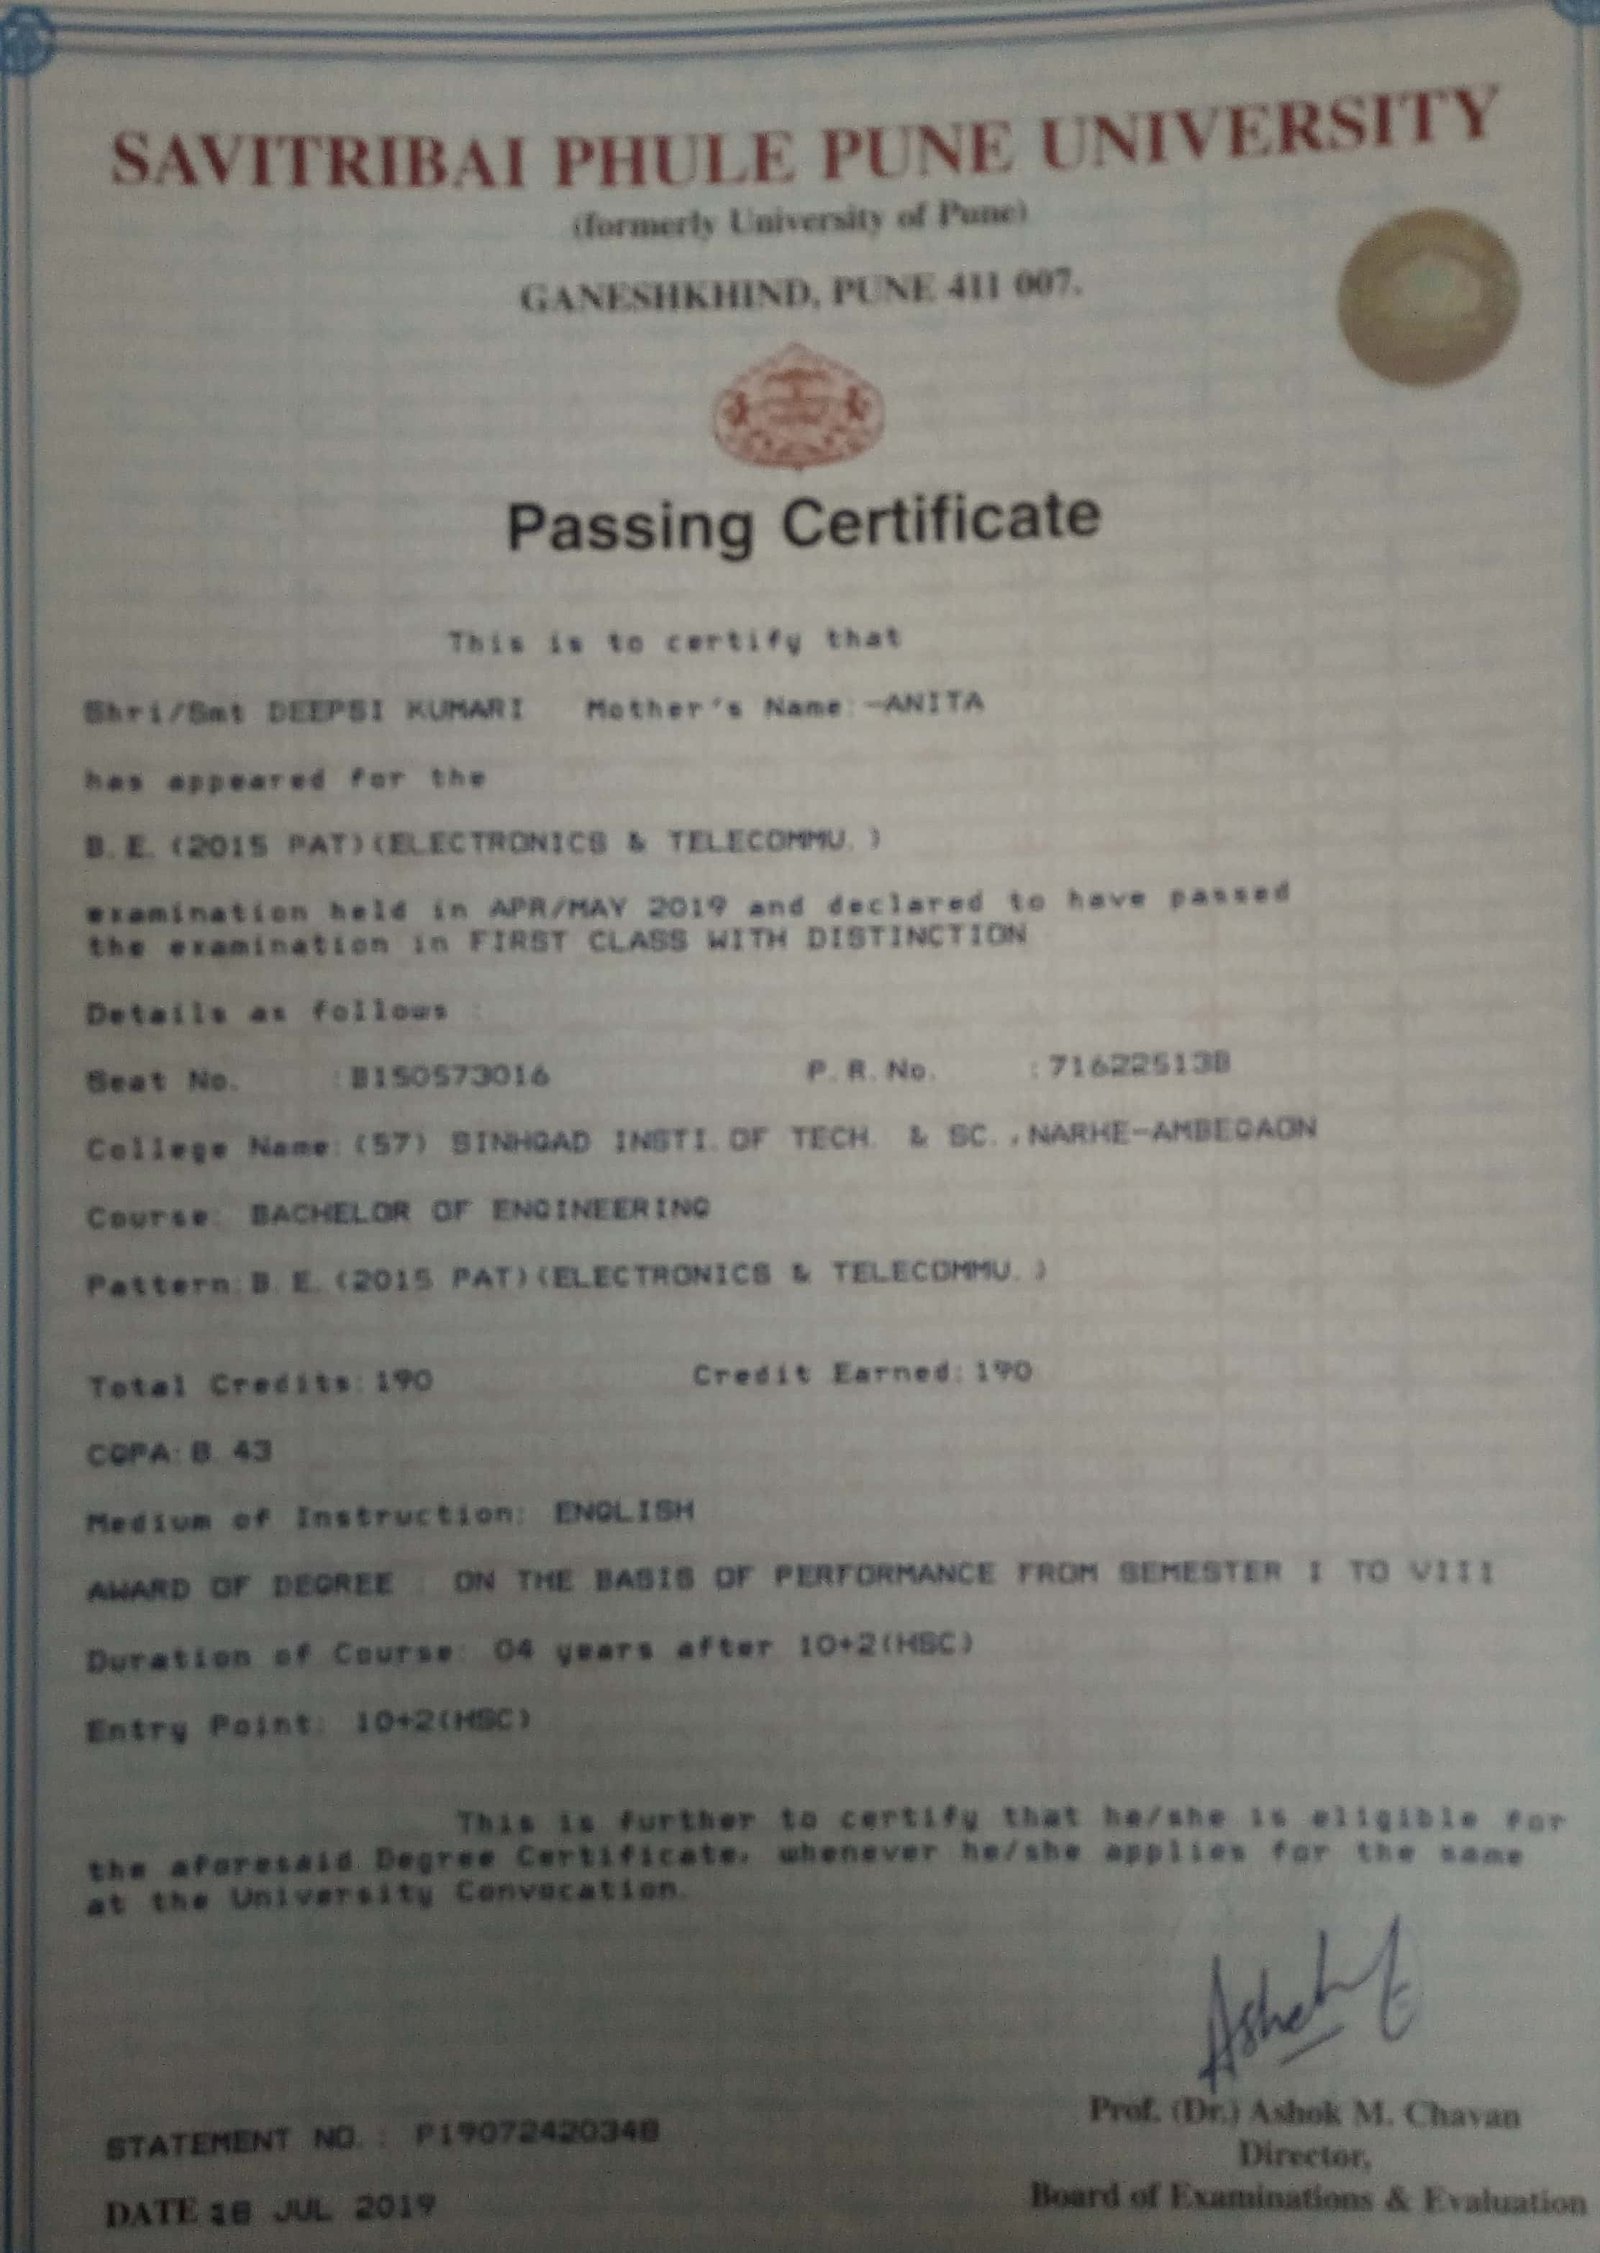 SAVITRIBAI PHULE PUNE UNIVERSITY
(formerly University of Pune)
GANESHKHIND, PUNE 411 007.
Passing Certificate
This is to certify that
Shri/Smt DEEPSI KUMARI Mother's Name:-ANITA
has appeared for the
B.E.(2015 PAT)(ELECTRONICS & TELECOMMU.)
examination held in APR/MAY 2019 and declared to have passed
the examination in FIRST CLASS WITH DISTINCTION
Details as follows :
Seat No. :B150573016 P.R.No. :71622513B
College Name:(57) SINHGAD INSTI.OF TECH. & SC.,NARHE-AMBEGAON
Course: BACHELOR OF ENGINEERING
Pattern:B.E.(2015 PAT)(ELECTRONICS & TELECOMMU.)
Total Credits:190 Credit Earned:190
CGPA:8.43
Medium of Instruction: ENGLISH
AWARD OF DEGREE : ON THE BASIS OF PERFORMANCE FROM SEMESTER I TO VIII
Duration of Course: 04 years after 10+2(HSC)
Entry Point: 10+2(HSC)
This is further to certify that he/she is eligible for
the aforesaid Degree Certificate, whenever he/she applies for the same
at the University Convocation.
Prof. (Dr.) Ashok M. Chavan
Director,
STATEMENT NO.: P19072420348
Board of Examinations & Evaluation
DATE 18 JUL 2019